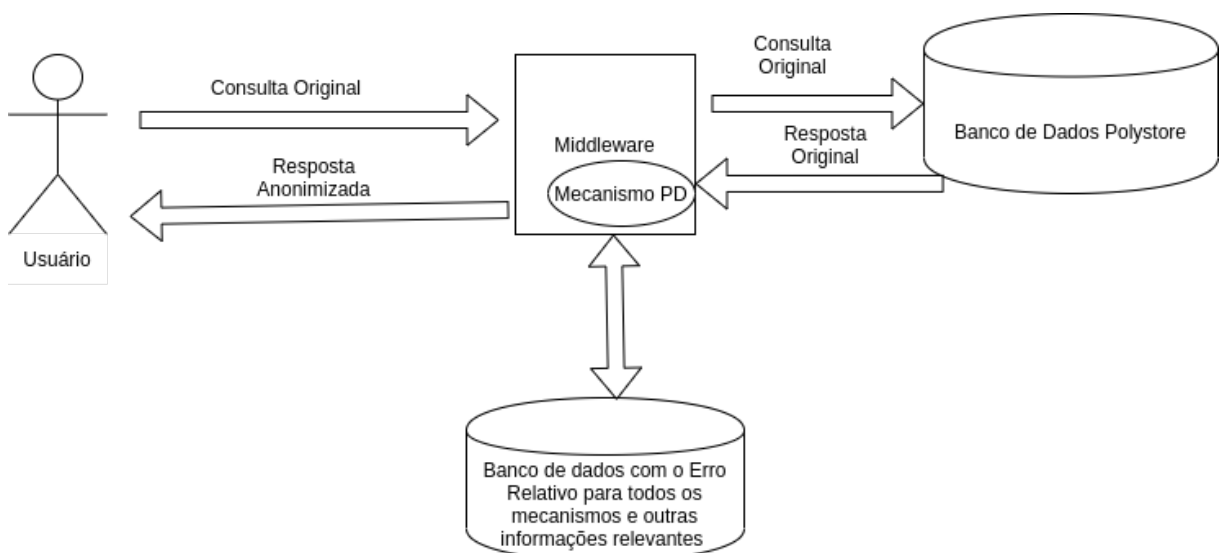 Consulta Original
Consulta
Original
Banco de Dados Polystore
Middleware
Mecanismo PD
Resposta
Original
Resposta
Anonimizada
Usuário
Banco de dados com o Erro
Relativo para todos os
mecanismos e outras
informações relevantes